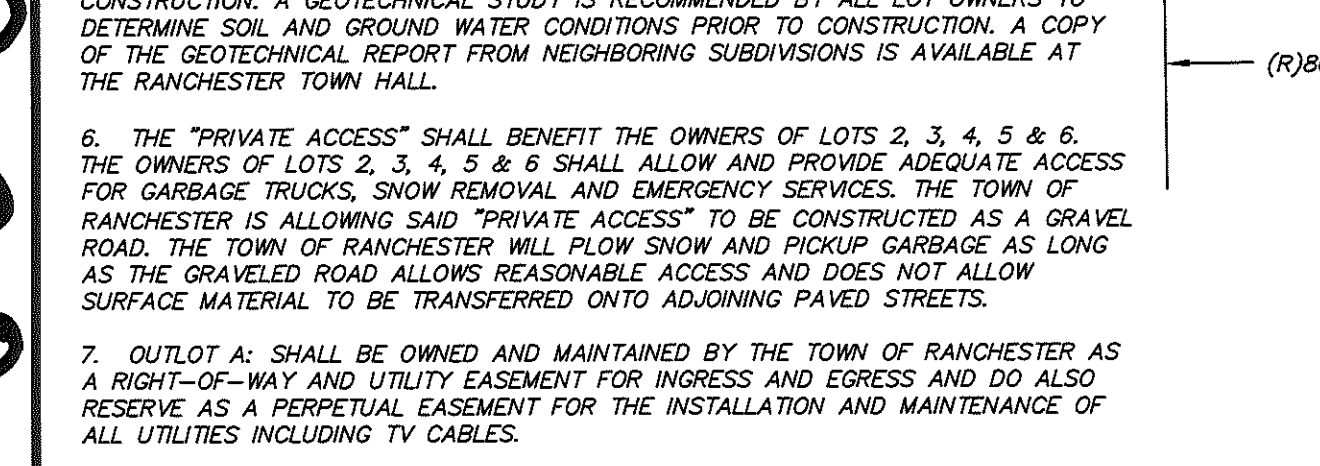 CONSTRUCTION. A GEOTECHNICAL STUDY IS RECOMMENDED BY ALL LOT OWNERS TO
DETERMINE SOIL AND GROUND WATER CONDITIONS PRIOR TO CONSTRUCTION. A COPY
OF THE GEOTECHNICAL REPORT FROM NEIGHBORING SUBDIVISIONS IS AVAILABLE AT
THE RANCHESTER TOWN HALL.
(R)8
6. THE "PRIVATE ACCESS" SHALL BENEFIT THE OWNERS OF LOTS 2, 3, 4, 5 & 6.
THE OWNERS OF LOTS 2, 3, 4, 5 & 6 SHALL ALLOW AND PROVIDE ADEQUATE ACCESS
FOR GARBAGE TRUCKS, SNOW REMOVAL AND EMERGENCY SERVICES. THE TOWN OF
RANCHESTER IS ALLOWING SAID "PRIVATE ACCESS" TO BE CONSTRUCTED AS A GRAVEL
ROAD. THE TOWN OF RANCHESTER WILL PLOW SNOW AND PICKUP GARBAGE AS LONG
AS THE GRAVELED ROAD ALLOWS REASONABLE ACCESS AND DOES NOT ALLOW
SURFACE MATERIAL TO BE TRANSFERRED ONTO ADJOINING PAVED STREETS.
7. OUTLOT A: SHALL BE OWNED AND MAINTAINED BY THE TOWN OF RANCHESTER AS
A RIGHT-OF-WAY AND UTILITY EASEMENT FOR INGRESS AND EGRESS AND DO ALSO
RESERVE AS A PERPETUAL EASEMENT FOR THE INSTALLATION AND MAINTENANCE OF
ALL UTILITIES INCLUDING TV CABLES.